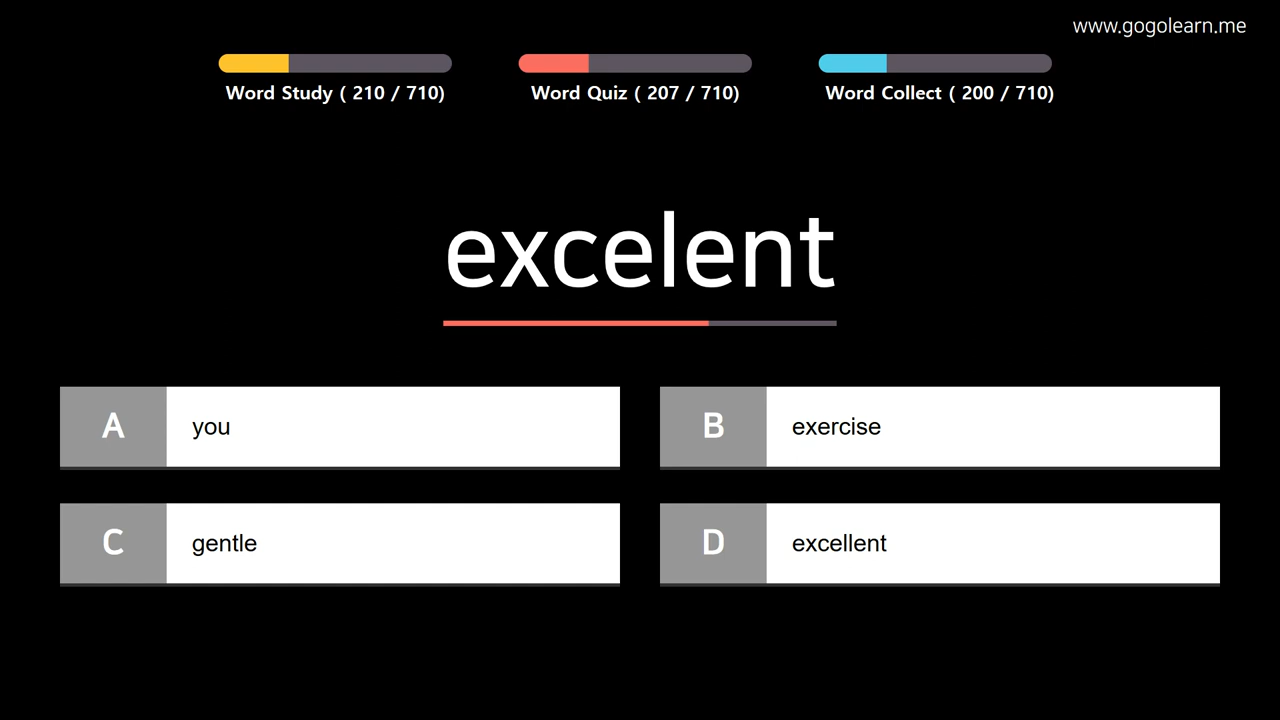 www.gogolearn.me
Word Study ( 210 / 710)
Word Quiz ( 207 / 710)
Word Collect ( 200 / 710)
excelent
A you
B exercise
C gentle
D excellent